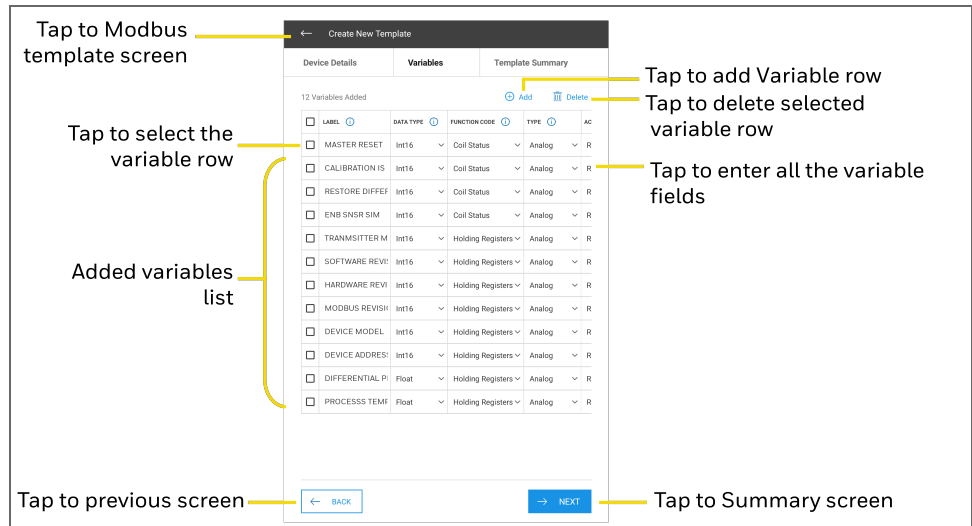 Tap to Modbus
template screen
Create New Template
Device Details Variables Template Summary
Tap to add Variable row
12 Variables Added Add Delete
Tap to delete selected
variable row
LABEL DATA TYPE FUNCTION CODE TYPE AC
Tap to select the
variable row
MASTER RESET Int16 Coil Status Analog R
CALIBRATION IS Int16 Coil Status Analog R
Tap to enter all the variable
fields
RESTORE DIFFER Int16 Coil Status Analog R
ENB SNSR SIM Int16 Coil Status Analog R
TRANMSITTER M Int16 Holding Registers Analog R
SOFTWARE REVIS Int16 Holding Registers Analog R
Added variables
list
HARDWARE REVI Int16 Holding Registers Analog R
MODBUS REVISI Int16 Holding Registers Analog R
DEVICE MODEL Int16 Holding Registers Analog R
DEVICE ADDRESS Int16 Holding Registers Analog R
DIFFERENTIAL P Float Holding Registers Analog R
PROCESSS TEMP Float Holding Registers Analog R
Tap to previous screen
BACK NEXT
Tap to Summary screen